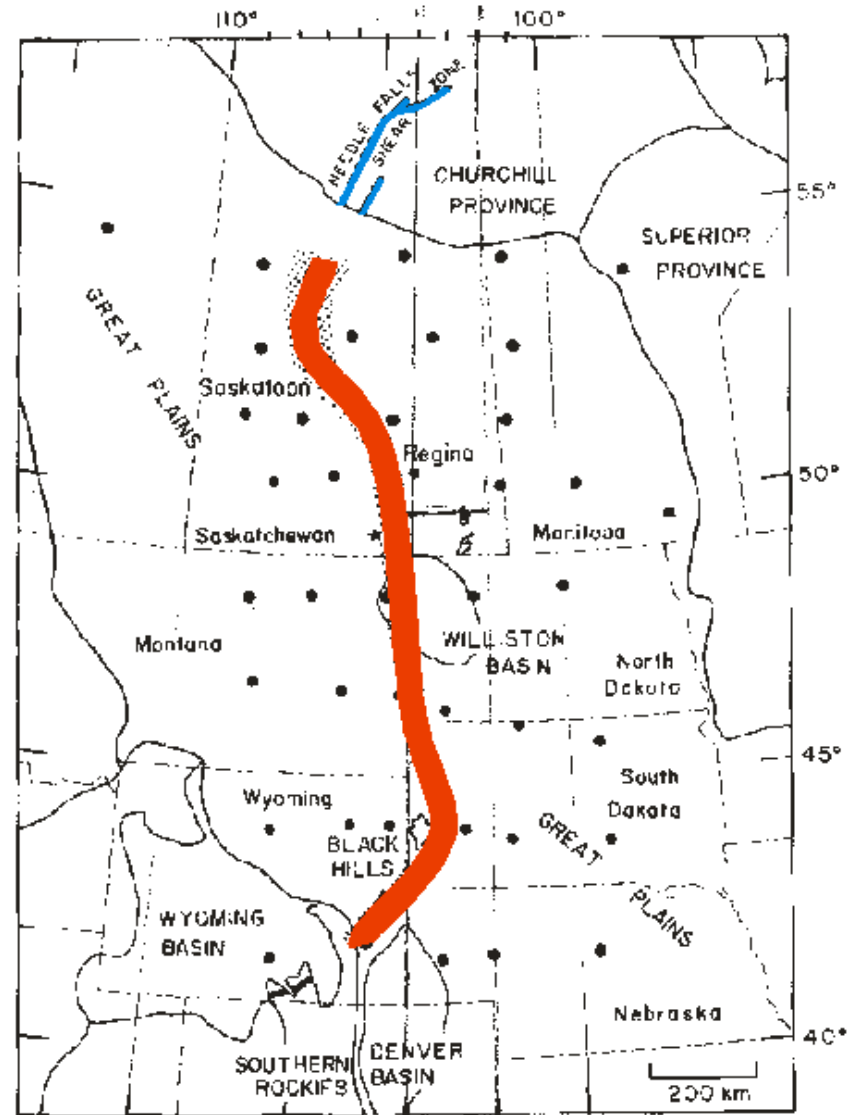 110°
100°
NEEDLE FALLS
SHEAR ZONE
CHURCHILL
PROVINCE
55°
SUPERIOR
PROVINCE
GREAT PLAINS
Saskatoon
Regina
50°
Saskatchewan
Manitoba
Montana
WILLISTON
BASIN
North
Dakota
45°
Wyoming
South
Dakota
BLACK
HILLS
GREAT PLAINS
WYOMING
BASIN
Nebraska
40°
SOUTHERN
ROCKIES
DENVER
BASIN
200 km